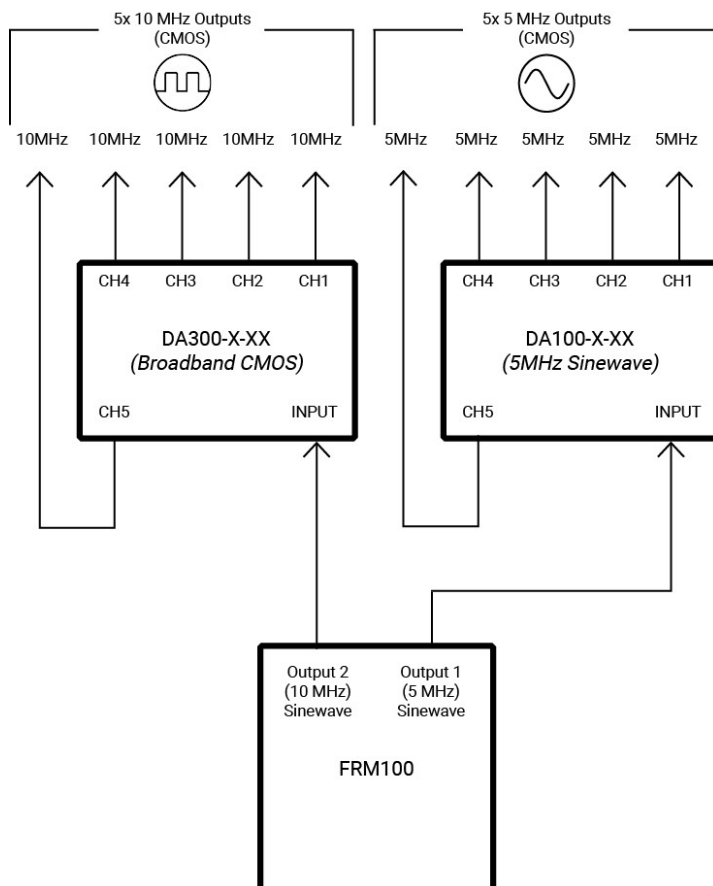 5x 10 MHz Outputs
(CMOS)
5x 5 MHz Outputs
(CMOS)
10MHz 10MHz 10MHz 10MHz 10MHz
5MHz 5MHz 5MHz 5MHz 5MHz
CH4 CH3 CH2 CH1
DA300-X-XX
(Broadband CMOS)
CH5 INPUT
CH4 CH3 CH2 CH1
DA100-X-XX
(5MHz Sinewave)
CH5 INPUT
Output 2
(10 MHz)
Sinewave
Output 1
(5 MHz)
Sinewave
FRM100